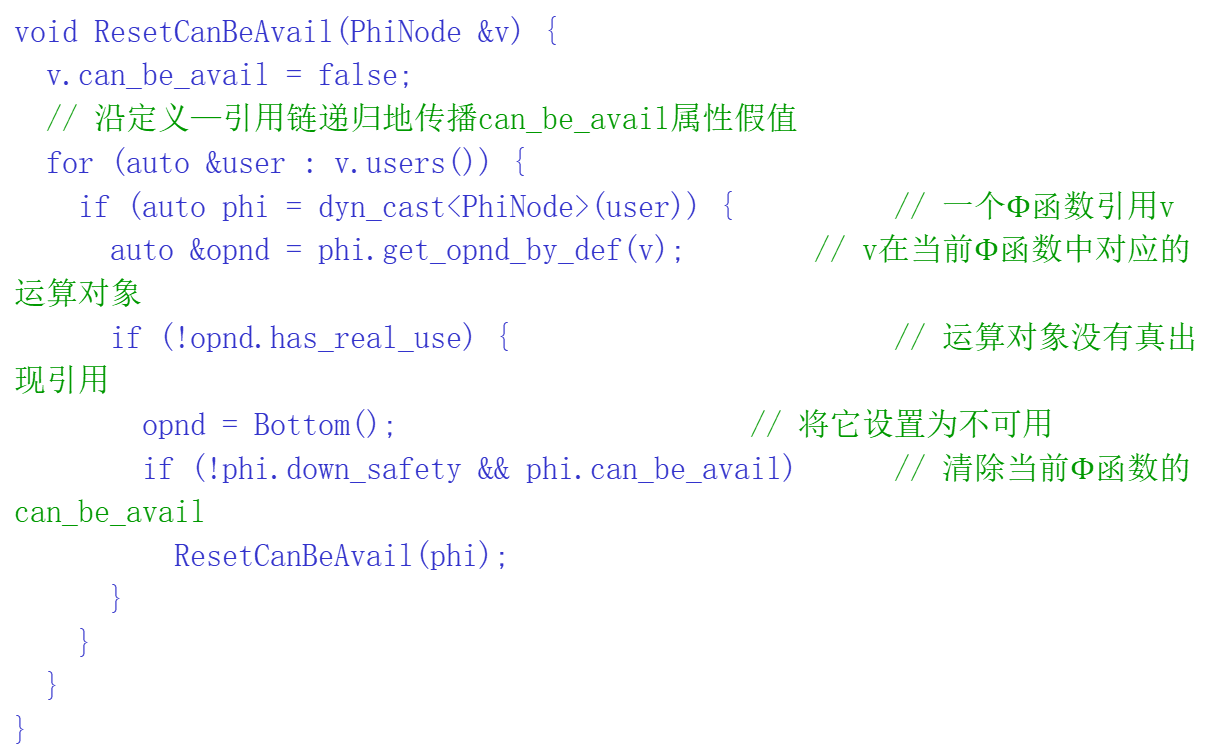 void ResetCanBeAvail(PhiNode &v) {
  v.can_be_avail = false;
  // 沿定义—引用链递归地传播can_be_avail属性假值
  for (auto &user : v.users()) {
    if (auto phi = dyn_cast<PhiNode>(user)) {          // 一个Φ函数引用v
      auto &opnd = phi.get_opnd_by_def(v);        // v在当前Φ函数中对应的
运算对象
      if (!opnd.has_real_use) {                        // 运算对象没有真出
现引用
        opnd = Bottom();                      // 将它设置为不可用
        if (!phi.down_safety && phi.can_be_avail)      // 清除当前Φ函数的
can_be_avail
          ResetCanBeAvail(phi);
      }
    }
  }
}